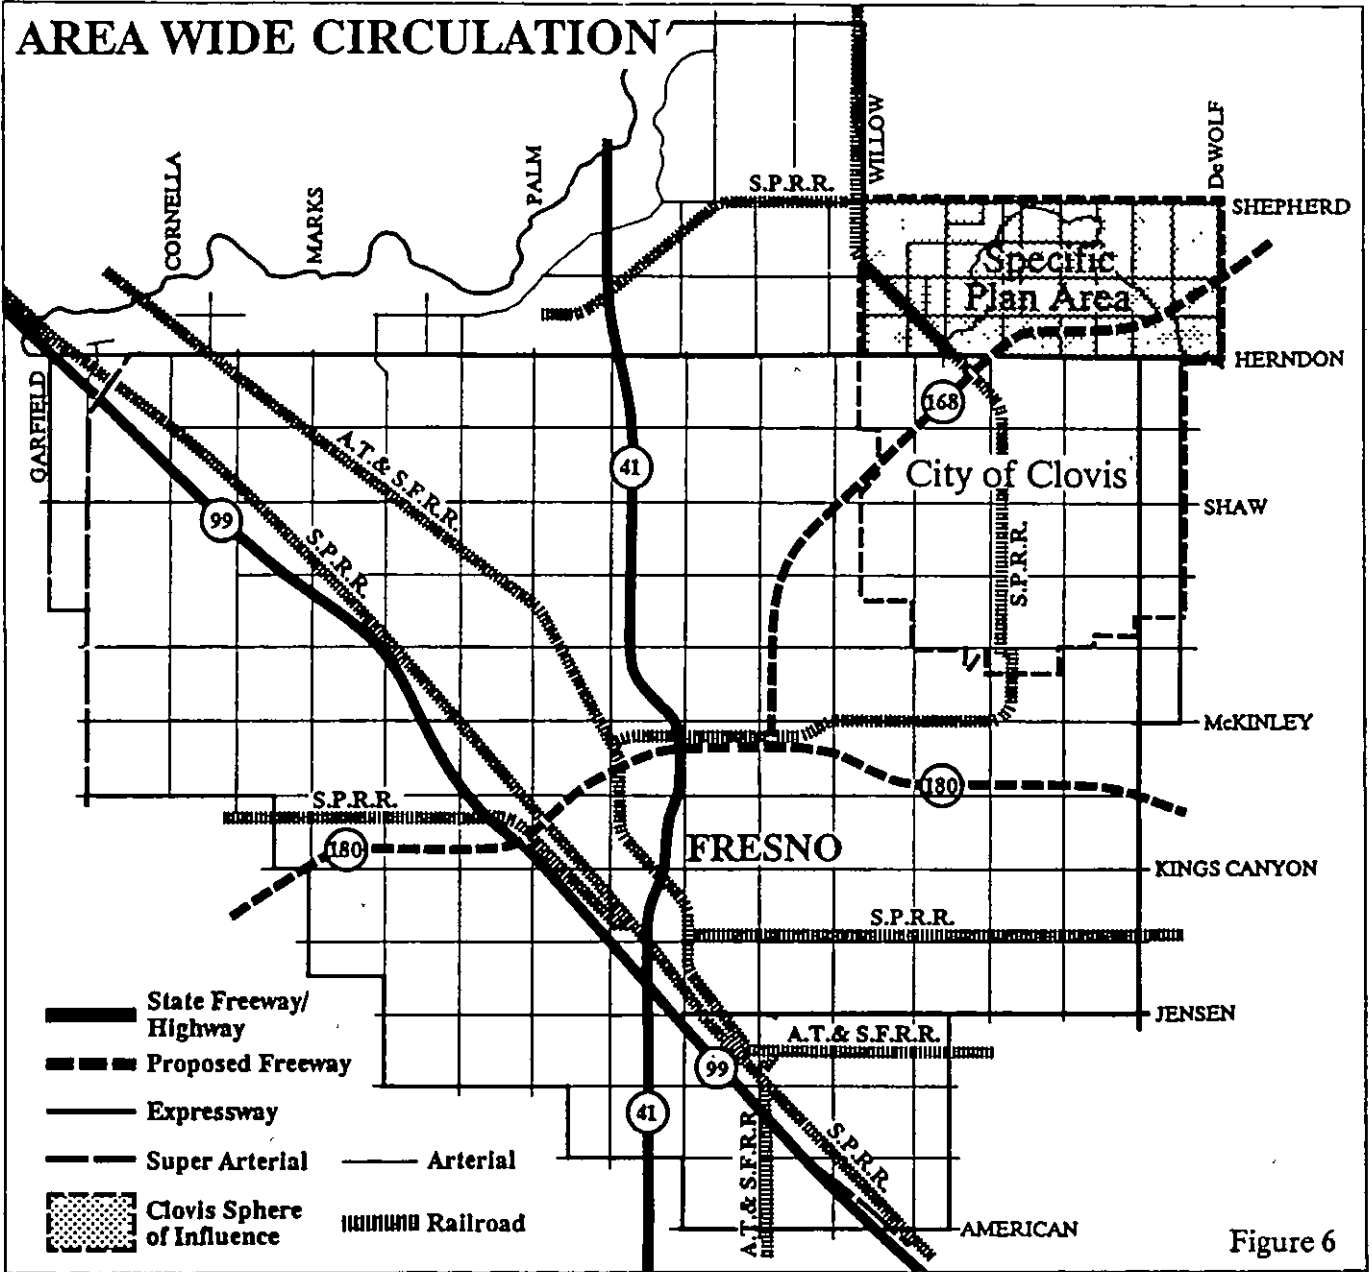 AREA WIDE CIRCULATION
WILLOW
DeWOLF
CORNELLA
MARKS
PALM
S.P.R.R.
SHEPHERD
Specific
Plan Area
HERNDON
GARFIELD
168
A.T.& S.F.R.R.
41
City of Clovis
99
SHAW
S.P.R.R.
S.P.R.R.
McKINLEY
180
S.P.R.R.
180
FRESNO
KINGS CANYON
S.P.R.R.
State Freeway/
Highway
JENSEN
A.T.& S.F.R.R.
Proposed Freeway
99
Expressway
41
A.T.& S.F.R.R.
S.P.R.R.
Super Arterial
Arterial
Clovis Sphere
of Influence
Railroad
AMERICAN
Figure 6